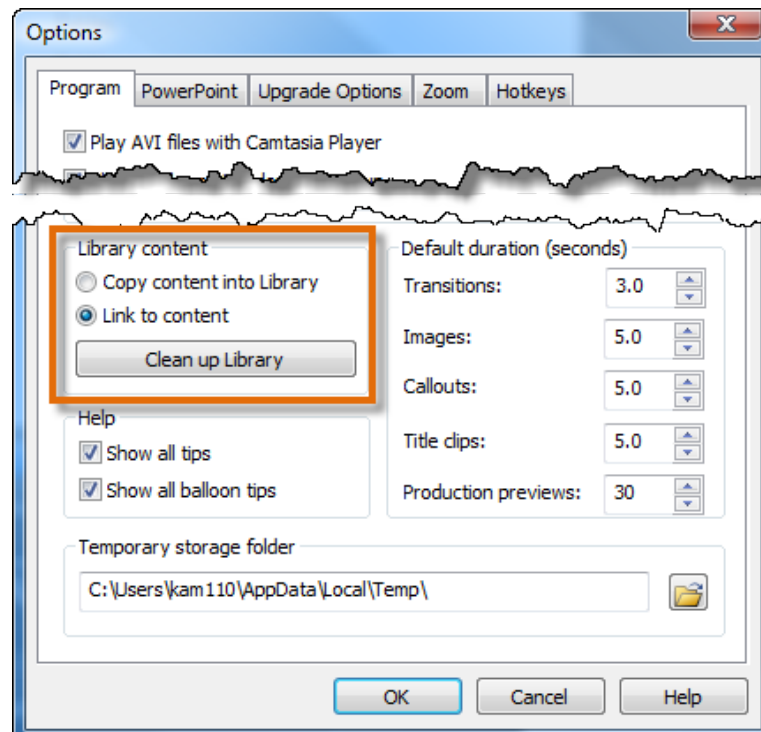 Options
Program PowerPoint Upgrade Options Zoom Hotkeys
Play AVI files with Camtasia Player
Library content
Copy content into Library
Link to content
Clean up Library
Help
Show all tips
Show all balloon tips
Default duration (seconds)
Transitions: 3.0
Images: 5.0
Callouts: 5.0
Title clips: 5.0
Production previews: 30
Temporary storage folder
C:\Users\kam110\AppData\Local\Temp\
OK Cancel Help